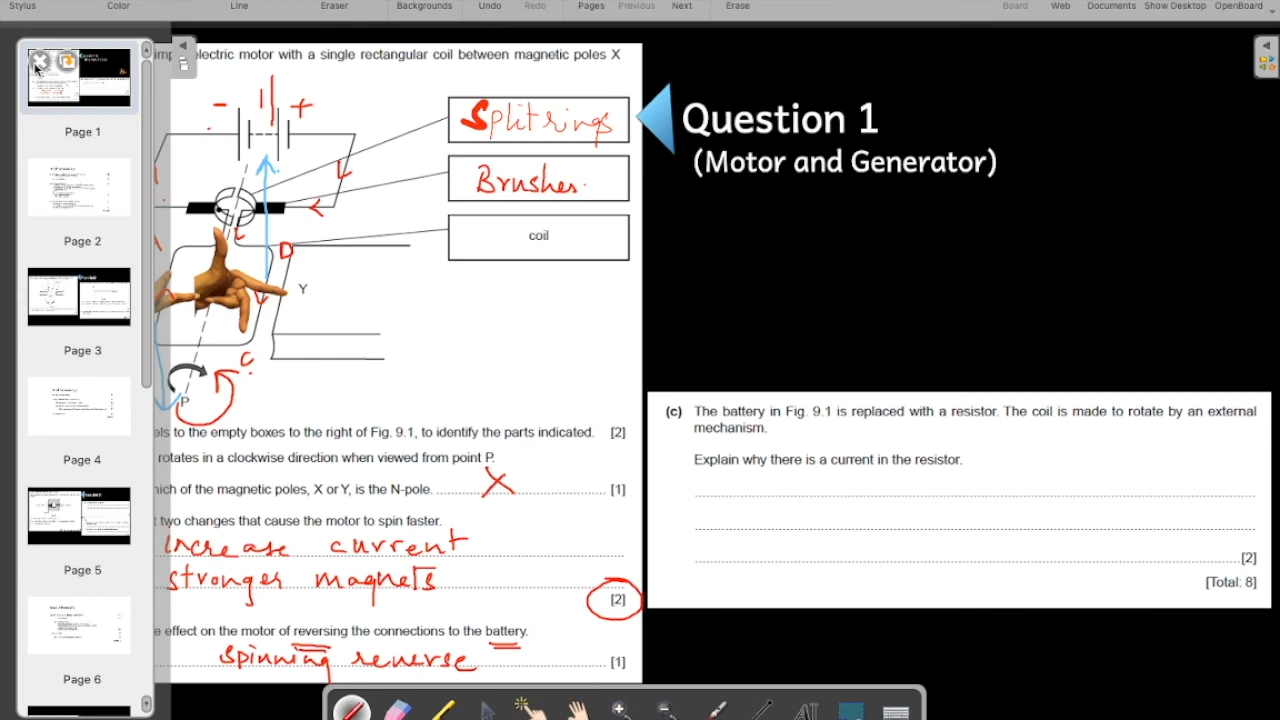 Stylus Color Line Eraser Backgrounds Undo Redo Pages Previous Next Erase Board Web Documents Show Desktop OpenBoard
Page 1
Page 2
Page 3
Page 4
Page 5
Page 6
electric motor with a single rectangular coil between magnetic poles X
- +
Split rings
Brushes.
coil
D
Y
C
P
to the empty boxes to the right of Fig. 9.1, to identify the parts indicated. [2]
rotates in a clockwise direction when viewed from point P.
of the magnetic poles, X or Y, is the N-pole. X [1]
two changes that cause the motor to spin faster.
increase current
stronger magnets
[2]
effect on the motor of reversing the connections to the battery.
spinning reverse [1]
Question 1
(Motor and Generator)
(c) The battery in Fig. 9.1 is replaced with a resistor. The coil is made to rotate by an external
mechanism.
Explain why there is a current in the resistor.
[2]
[Total: 8]